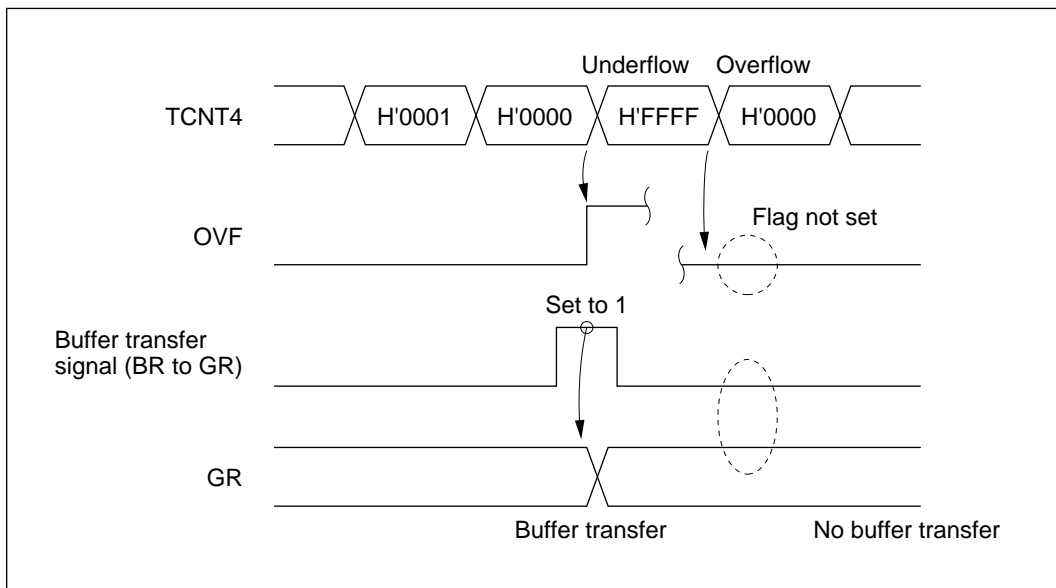 Underflow Overflow
TCNT4 H'0001 H'0000 H'FFFF H'0000
Flag not set
OVF
Set to 1
Buffer transfer
signal (BR to GR)
GR
Buffer transfer No buffer transfer